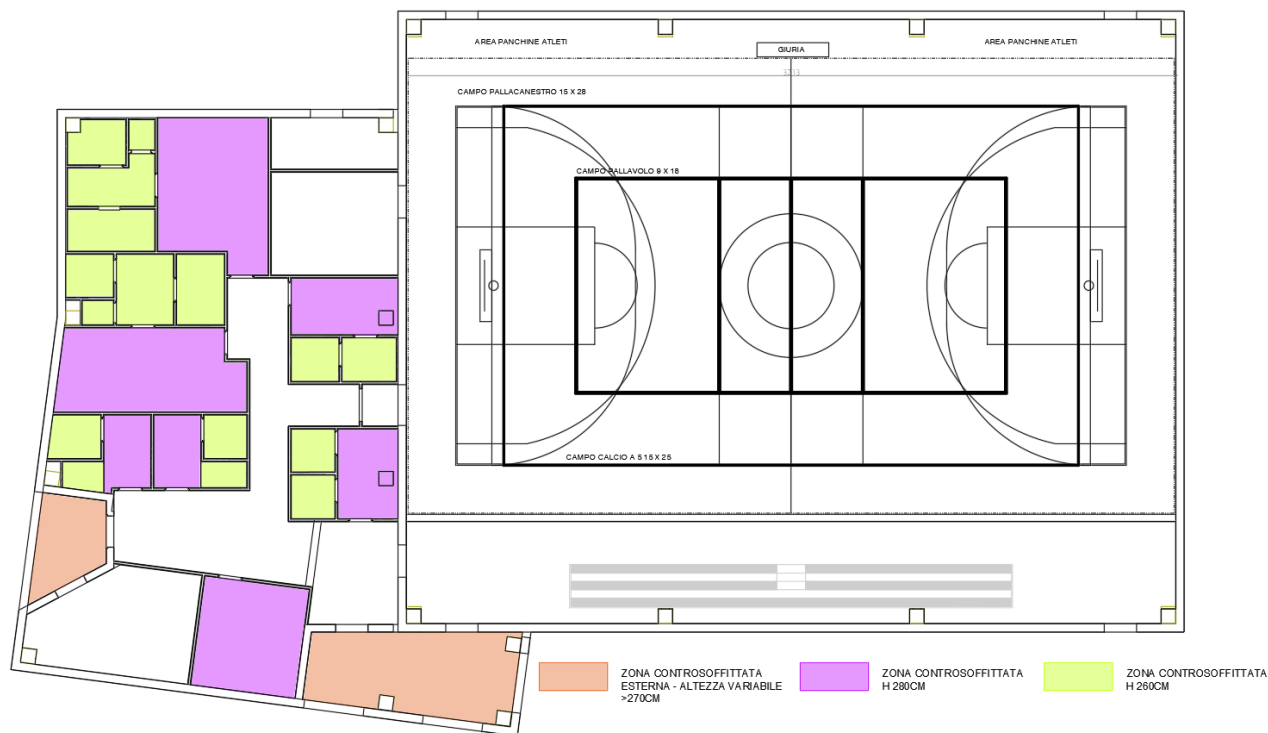 AREA PANCHINE ATLETI
AREA PANCHINE ATLETI
GIURIA
CAMPO PALLACANESTRO 15 X 28
CAMPO PALLAVOLO 9 X 18
CAMPO CALCIO A 5 15 X 25
ZONA CONTROSOFFITTATA
ESTERNA - ALTEZZA VARIABILE
>270CM
ZONA CONTROSOFFITTATA
H 280CM
ZONA CONTROSOFFITTATA
H 260CM